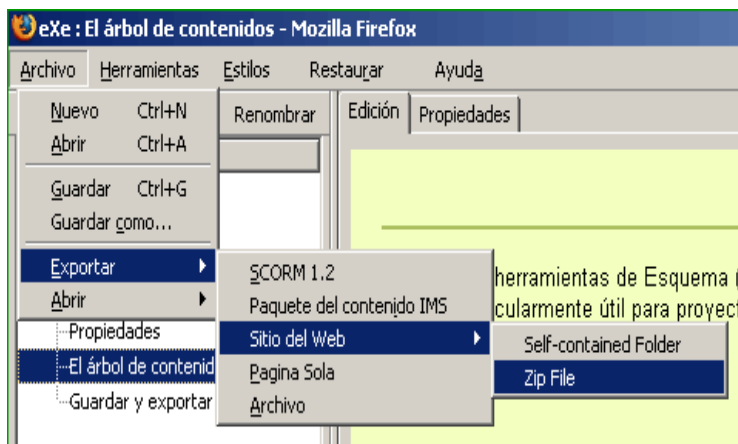 eXe : El árbol de contenidos - Mozilla Firefox
Archivo Herramientas Estilos Restaurar Ayuda
Nuevo Ctrl+N
Abrir Ctrl+A
Guardar Ctrl+G
Guardar como...
Exportar
Abrir
Renombrar
Edición Propiedades
SCORM 1.2
Paquete del contenido IMS
Sitio del Web
Pagina Sola
Archivo
Self-contained Folder
Zip File
Propiedades
El árbol de contenid
Guardar y exportar
herramientas de Esquema (
cularmente útil para proyect